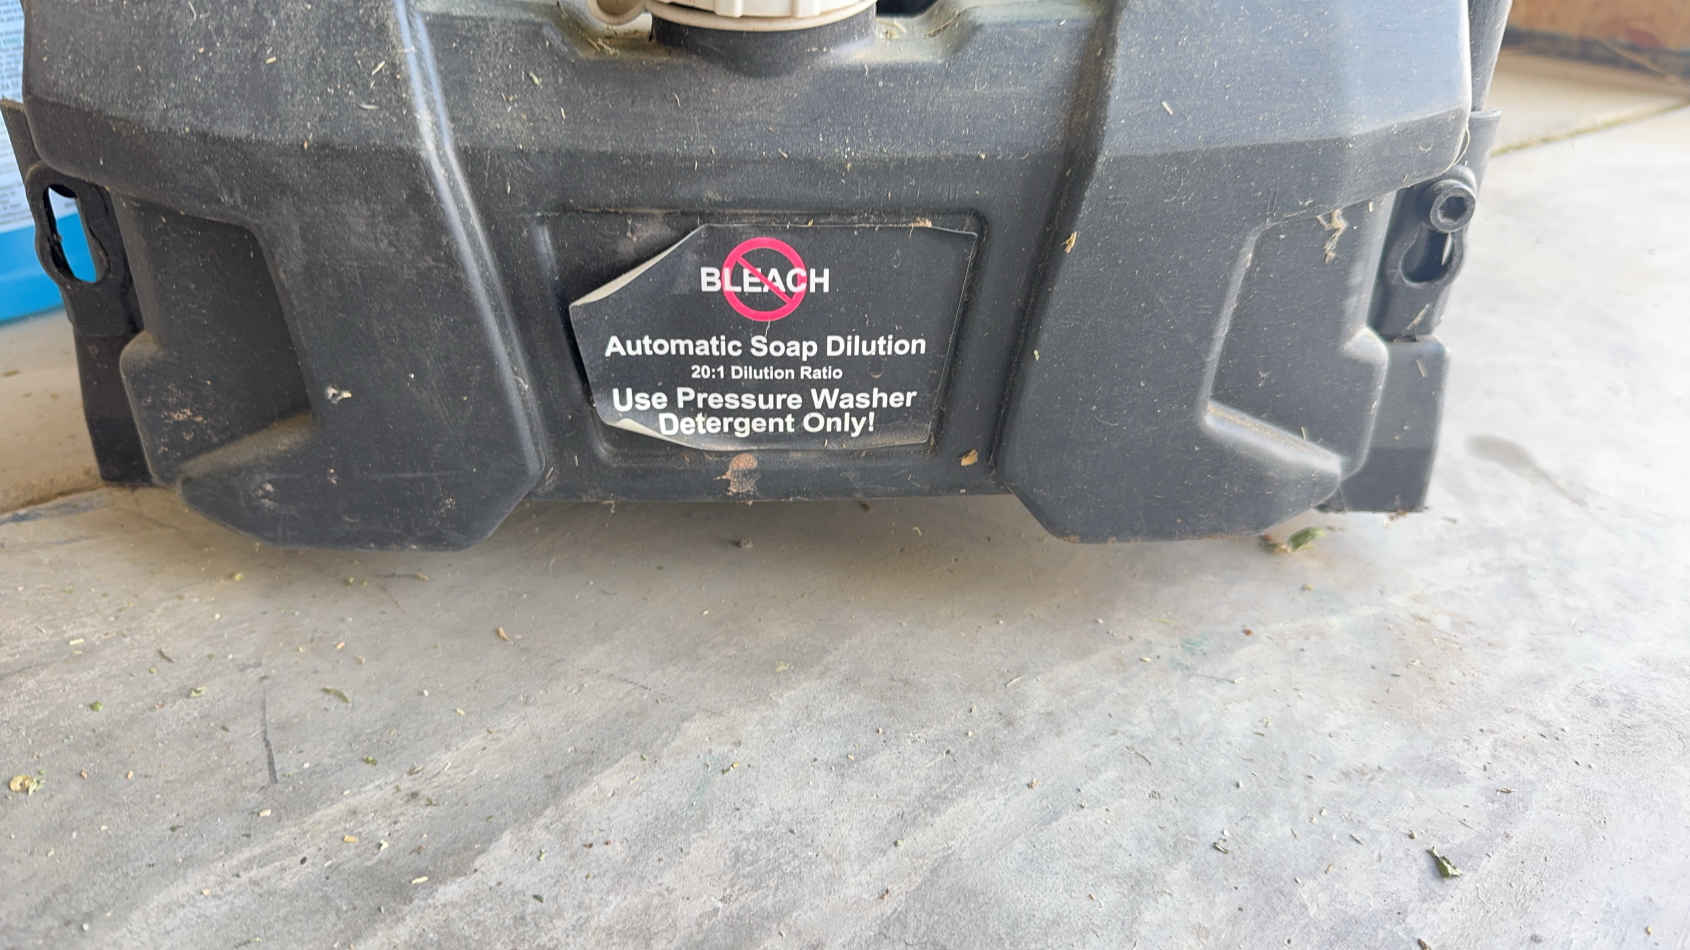 BLEACH
Automatic Soap Dilution
20:1 Dilution Ratio
Use Pressure Washer
Detergent Only!